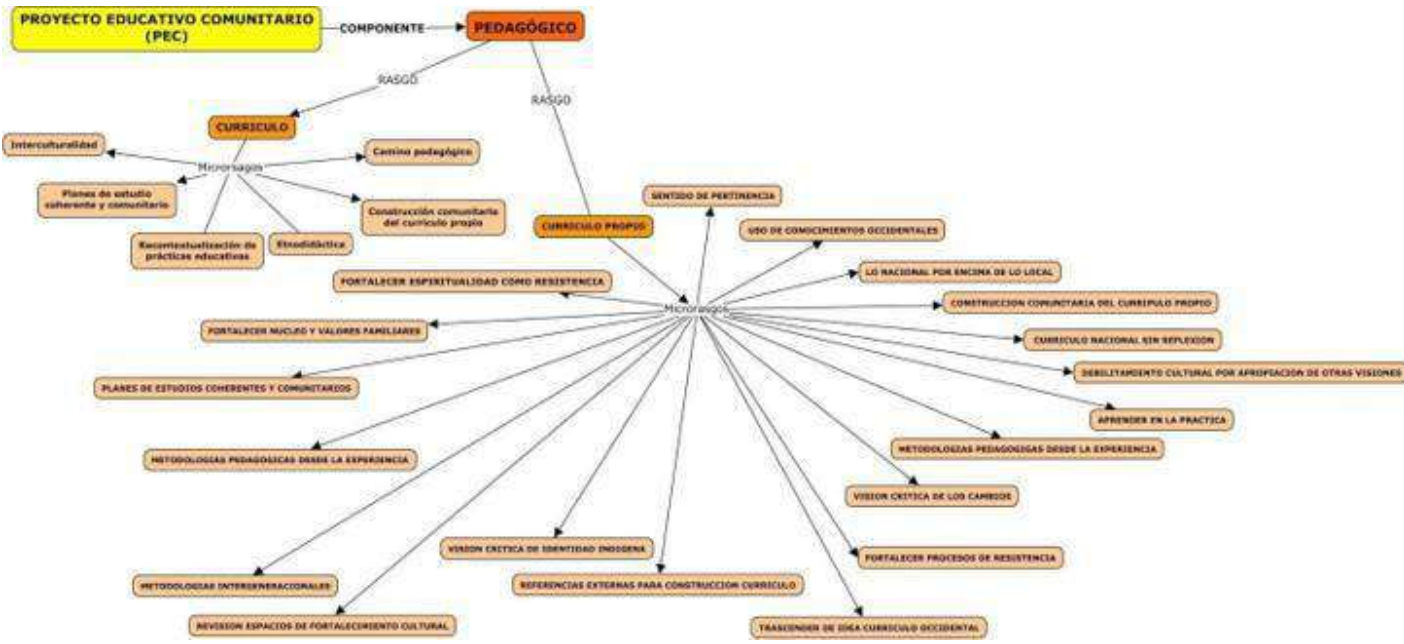 PROYECTO EDUCATIVO COMUNITARIO
(PEC)
COMPONENTE
PEDAGÓGICO
RASGO
RASGO
CURRICULO
Interculturalidad
Microrsagos
Camino pedagógico
Planes de estudio
coherente y comunitario
Construcción comunitaria
del curriculo propio
Recontextualización de
prácticas educativas
Etnodidáctica
CURRICULO PROPIO
SENTIDO DE PERTINENCIA
USO DE CONOCIMIENTOS OCCIDENTALES
LO NACIONAL POR ENCIMA DE LO LOCAL
FORTALECER ESPIRITUALIDAD COMO RESISTENCIA
CONSTRUCCION COMUNITARIA DEL CURRIPULO PROPIO
Microrasgos
FORTALECER NUCLEO Y VALORES FAMILIARES
CURRICULO NACIONAL SIN REFLEXION
DEBILITAMIENTO CULTURAL POR APROPIACION DE OTRAS VISIONES
PLANES DE ESTUDIOS COHERENTES Y COMUNITARIOS
APRENDER EN LA PRACTICA
METODOLOGIAS PEDAGOGIGAS DESDE LA EXPERIENCIA
METODOLOGIAS PEDAGOGICAS DESDE LA EXPERIENCIA
VISION CRITICA DE LOS CAMBIOS
VISION CRITICA DE IDENTIDAD INDIGENA
FORTALECER PROCESOS DE RESISTENCIA
METODOLOGIAS INTERGENERACIONALES
REFERENCIAS EXTERNAS PARA CONSTRUCCION CURRICULO
REVISION ESPACIOS DE FORTALECIMIENTO CULTURAL
TRASCENDER DE IDEA CURRICULO OCCIDENTAL